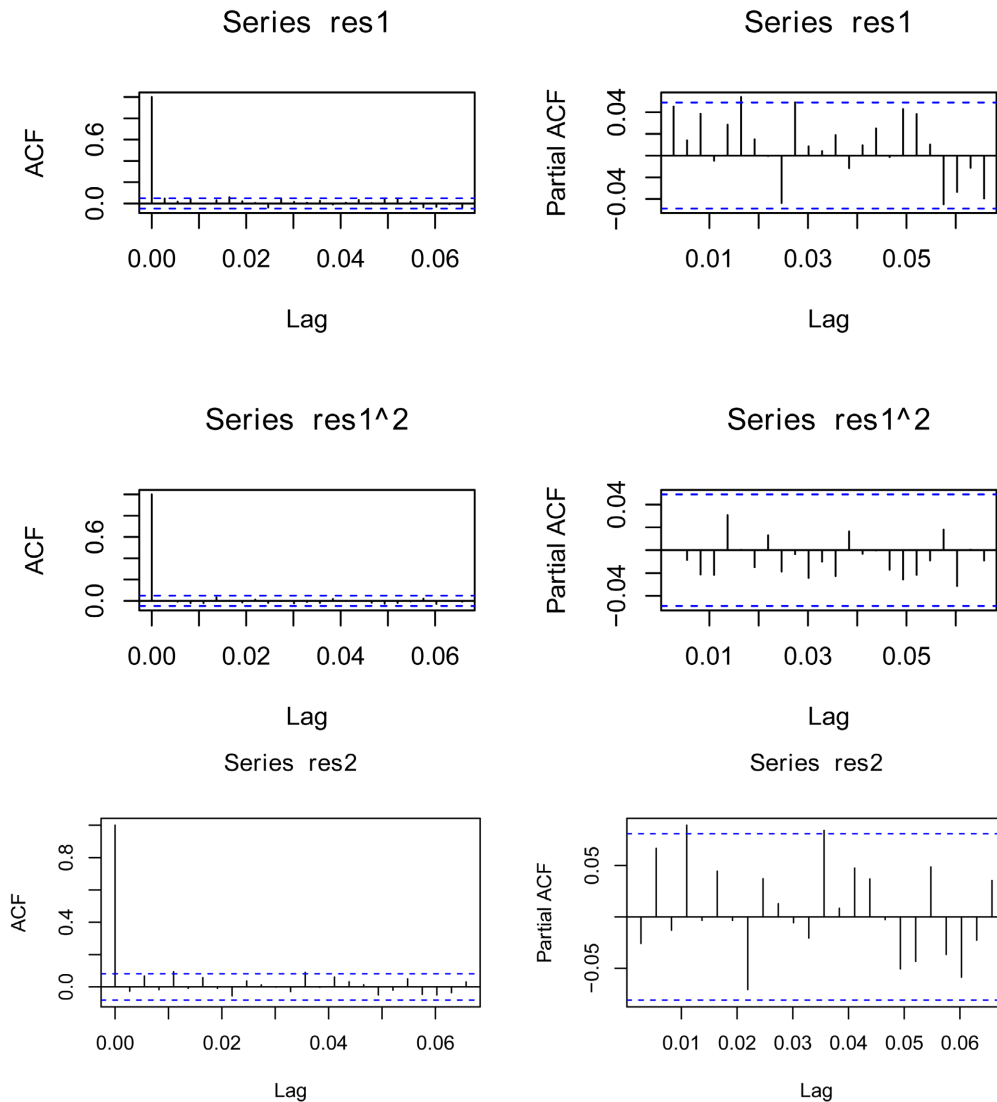 Series res1
ACF
0.0 0.6
0.00 0.02 0.04 0.06
Lag
Series res1
Partial ACF
−0.04 0.04
0.01 0.03 0.05
Lag
Series res1^2
ACF
0.0 0.6
0.00 0.02 0.04 0.06
Lag
Series res1^2
Partial ACF
−0.04 0.04
0.01 0.03 0.05
Lag
Series res2
ACF
0.0 0.4 0.8
0.00 0.02 0.04 0.06
Lag
Series res2
Partial ACF
−0.05 0.05
0.01 0.02 0.03 0.04 0.05 0.06
Lag